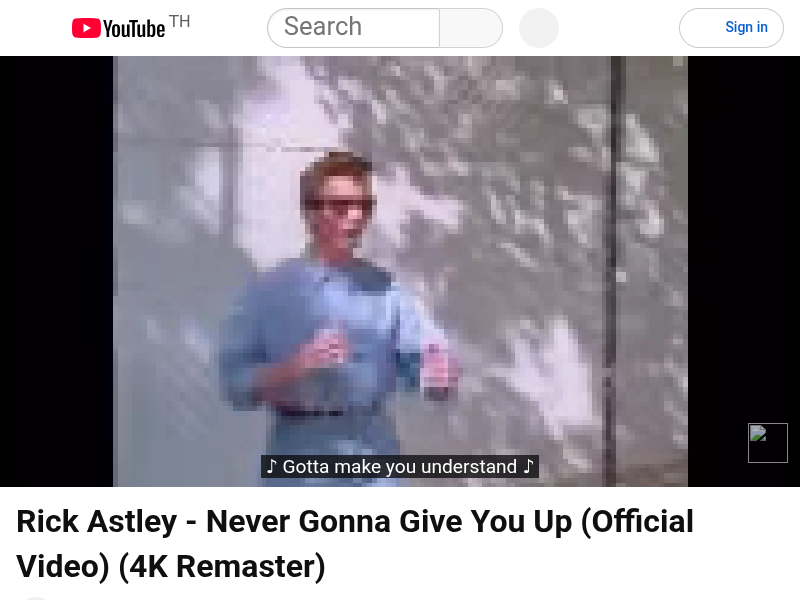 YouTube TH
Search
Sign in
♪ Gotta make you understand ♪
Rick Astley - Never Gonna Give You Up (Official
Video) (4K Remaster)